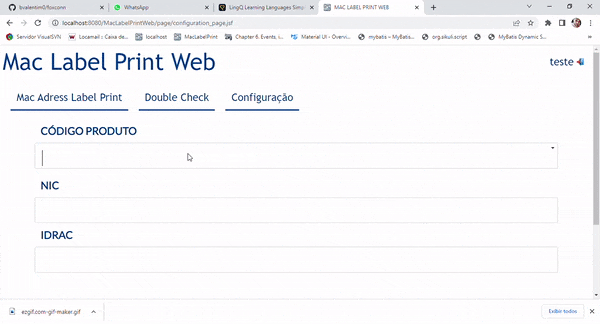 bvalentim0/foxconn
WhatsApp
LingQ Learning Languages Simp
MAC LABEL PRINT WEB
localhost:8080/MacLabelPrintWeb/page/configuration_page.jsf
Servidor VisualSVN
Locamail :: Caixa de...
localhost
MacLabelPrint
Chapter 6. Events, i...
Material UI - Overvi...
mybatis – MyBatis...
org.sikuli.script
MyBatis Dynamic S...
Mac Label Print Web
teste
Mac Adress Label Print
Double Check
Configuração
CÓDIGO PRODUTO
NIC
IDRAC
ezgif.com-gif-maker.gif
Exibir todos